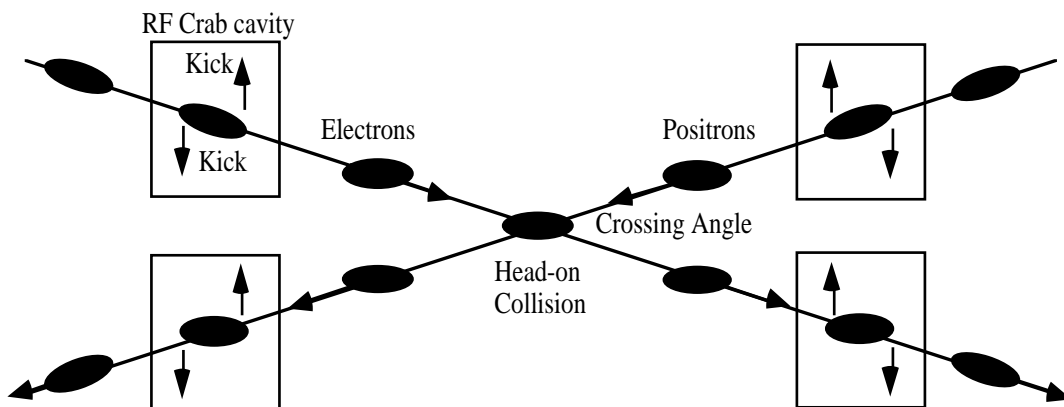 RF Crab cavity
Kick
Electrons
Positrons
Kick
Crossing Angle
Head-on
Collision